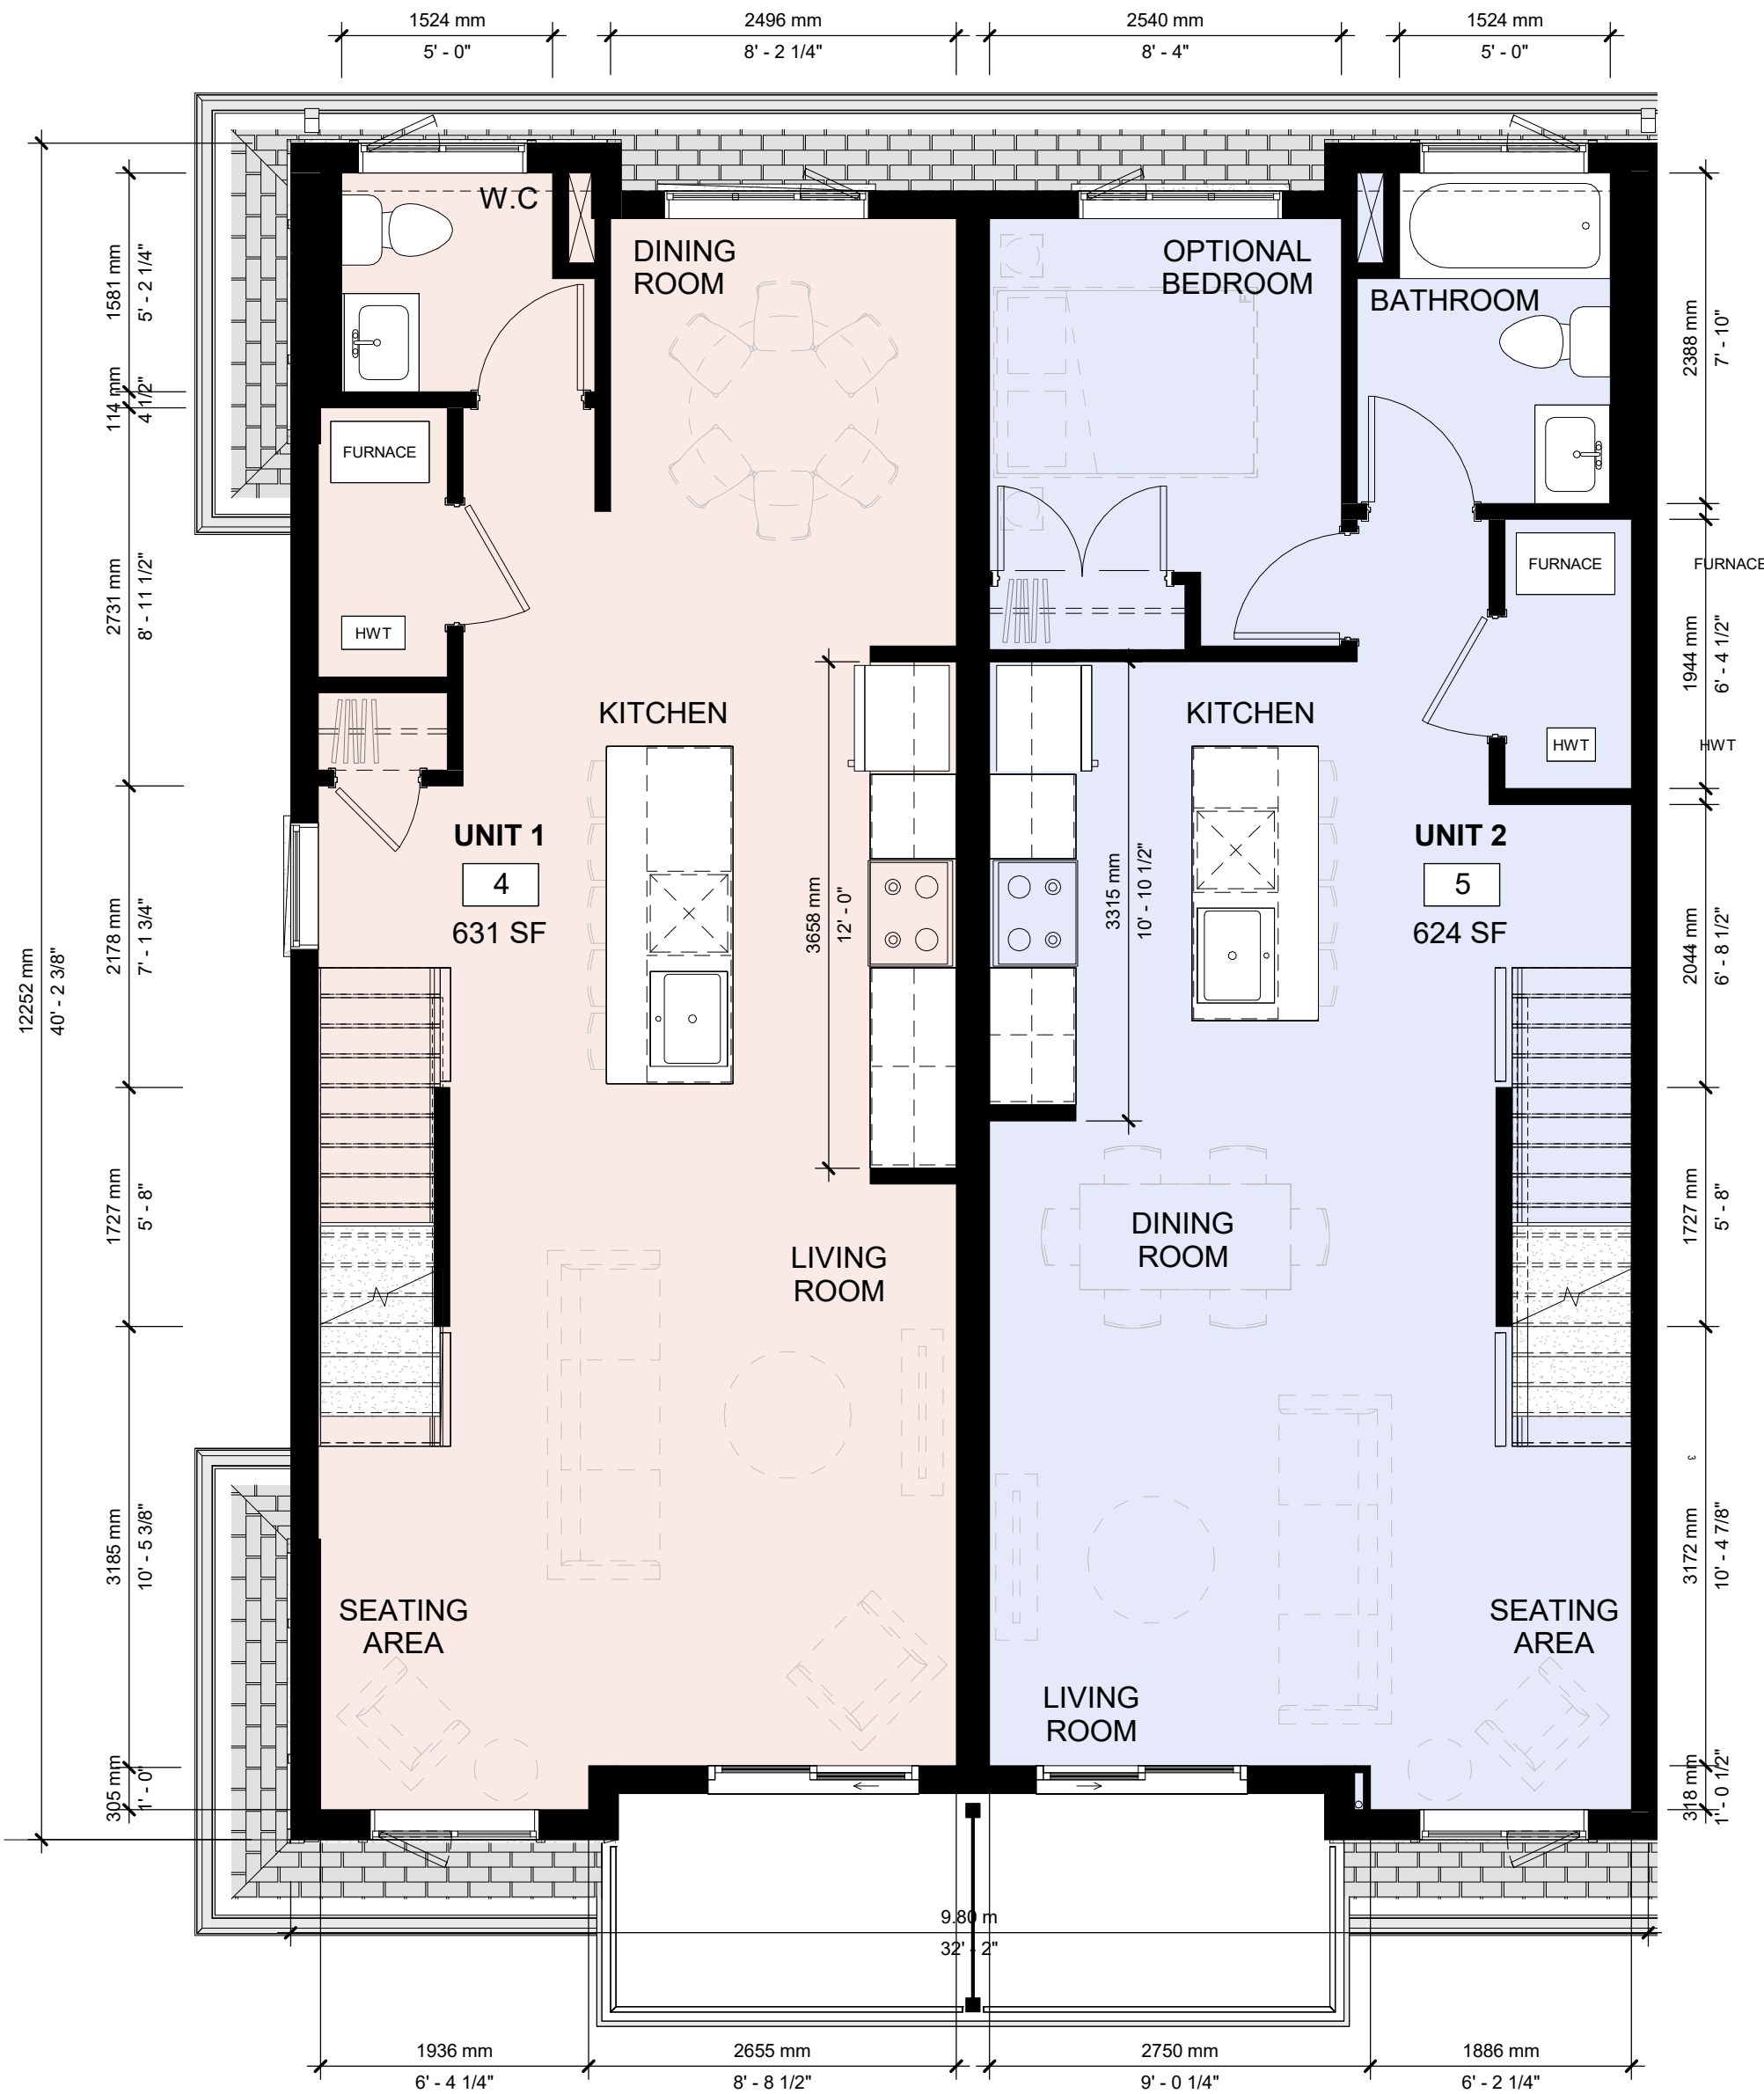 1524 mm
5' - 0"
2496 mm
8' - 2 1/4"
2540 mm
8' - 4"
1524 mm
5' - 0"
W.C
DINING
ROOM
OPTIONAL
BEDROOM
BATHROOM
1581 mm
5' - 2 1/4"
114 mm
4 1/2"
2731 mm
8' - 11 1/2"
2178 mm
7' - 1 3/4"
1727 mm
5' - 8"
3185 mm
10' - 5 3/8"
305 mm
1' - 0"
12252 mm
40' - 2 3/8"
FURNACE
HWT
FURNACE
HWT
FURNACE
HWT
2388 mm
7' - 10"
1944 mm
6' - 4 1/2"
2044 mm
6' - 8 1/2"
1727 mm
5' - 8"
3
3172 mm
10' - 4 7/8"
318 mm
1' - 0 1/2"
KITCHEN
KITCHEN
UNIT 1
4
631 SF
3658 mm
12' - 0"
3315 mm
10' - 10 1/2"
UNIT 2
5
624 SF
DINING
ROOM
LIVING
ROOM
SEATING
AREA
SEATING
AREA
LIVING
ROOM
9.80 m
32' - 2"
1936 mm
6' - 4 1/4"
2655 mm
8' - 8 1/2"
2750 mm
9' - 0 1/4"
1886 mm
6' - 2 1/4"